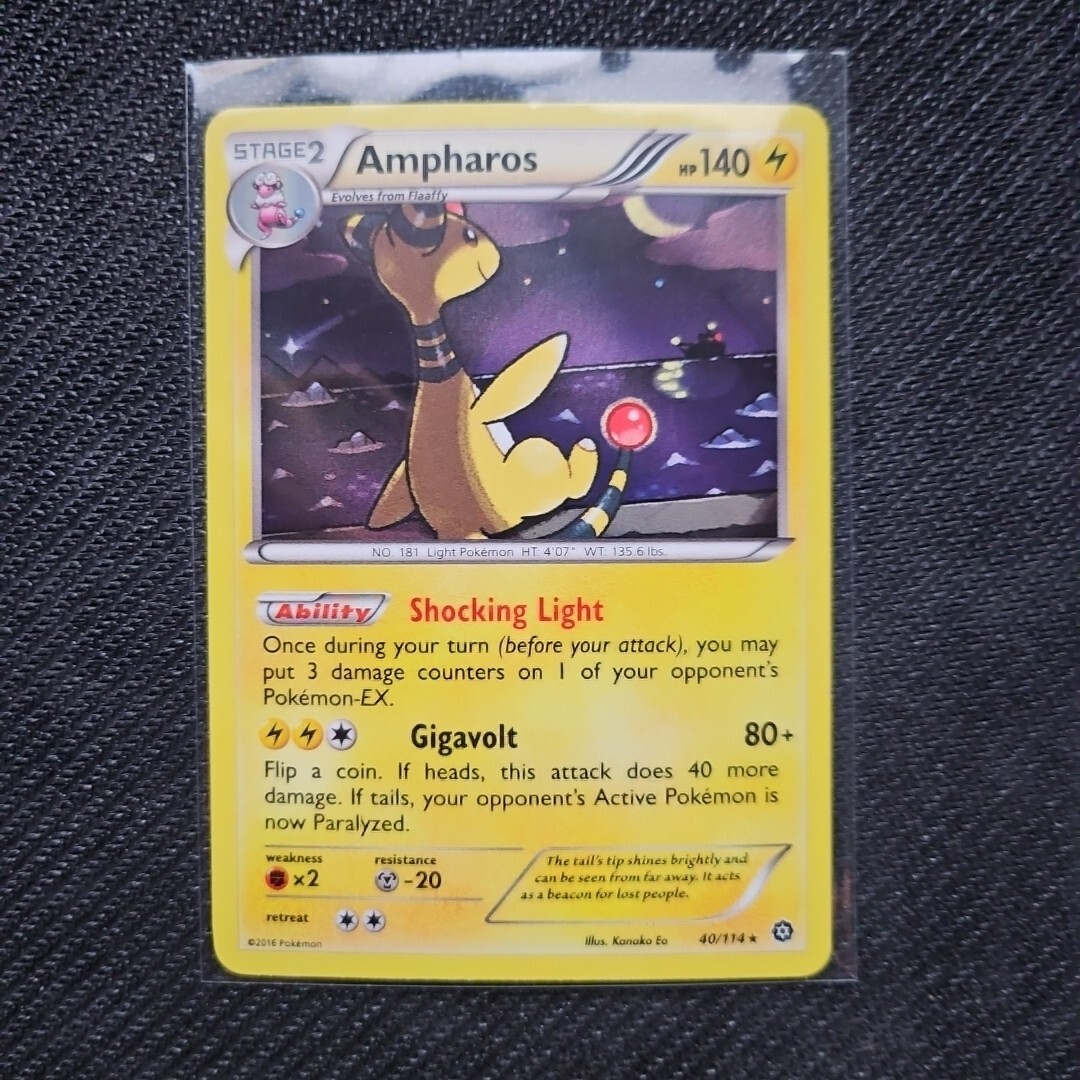 STAGE2 Ampharos HP 140
Evolves from Flaaffy
NO. 181 Light Pokémon HT: 4'07" WT: 135.6 lbs.
Ability Shocking Light
Once during your turn (before your attack), you may
put 3 damage counters on 1 of your opponent's
Pokémon-EX.
Gigavolt 80+
Flip a coin. If heads, this attack does 40 more
damage. If tails, your opponent's Active Pokémon is
now Paralyzed.
weakness
×2
resistance
-20
retreat
The tail's tip shines brightly and
can be seen from far away. It acts
as a beacon for lost people.
©2016 Pokémon
Illus. Kanako Eo
40/114